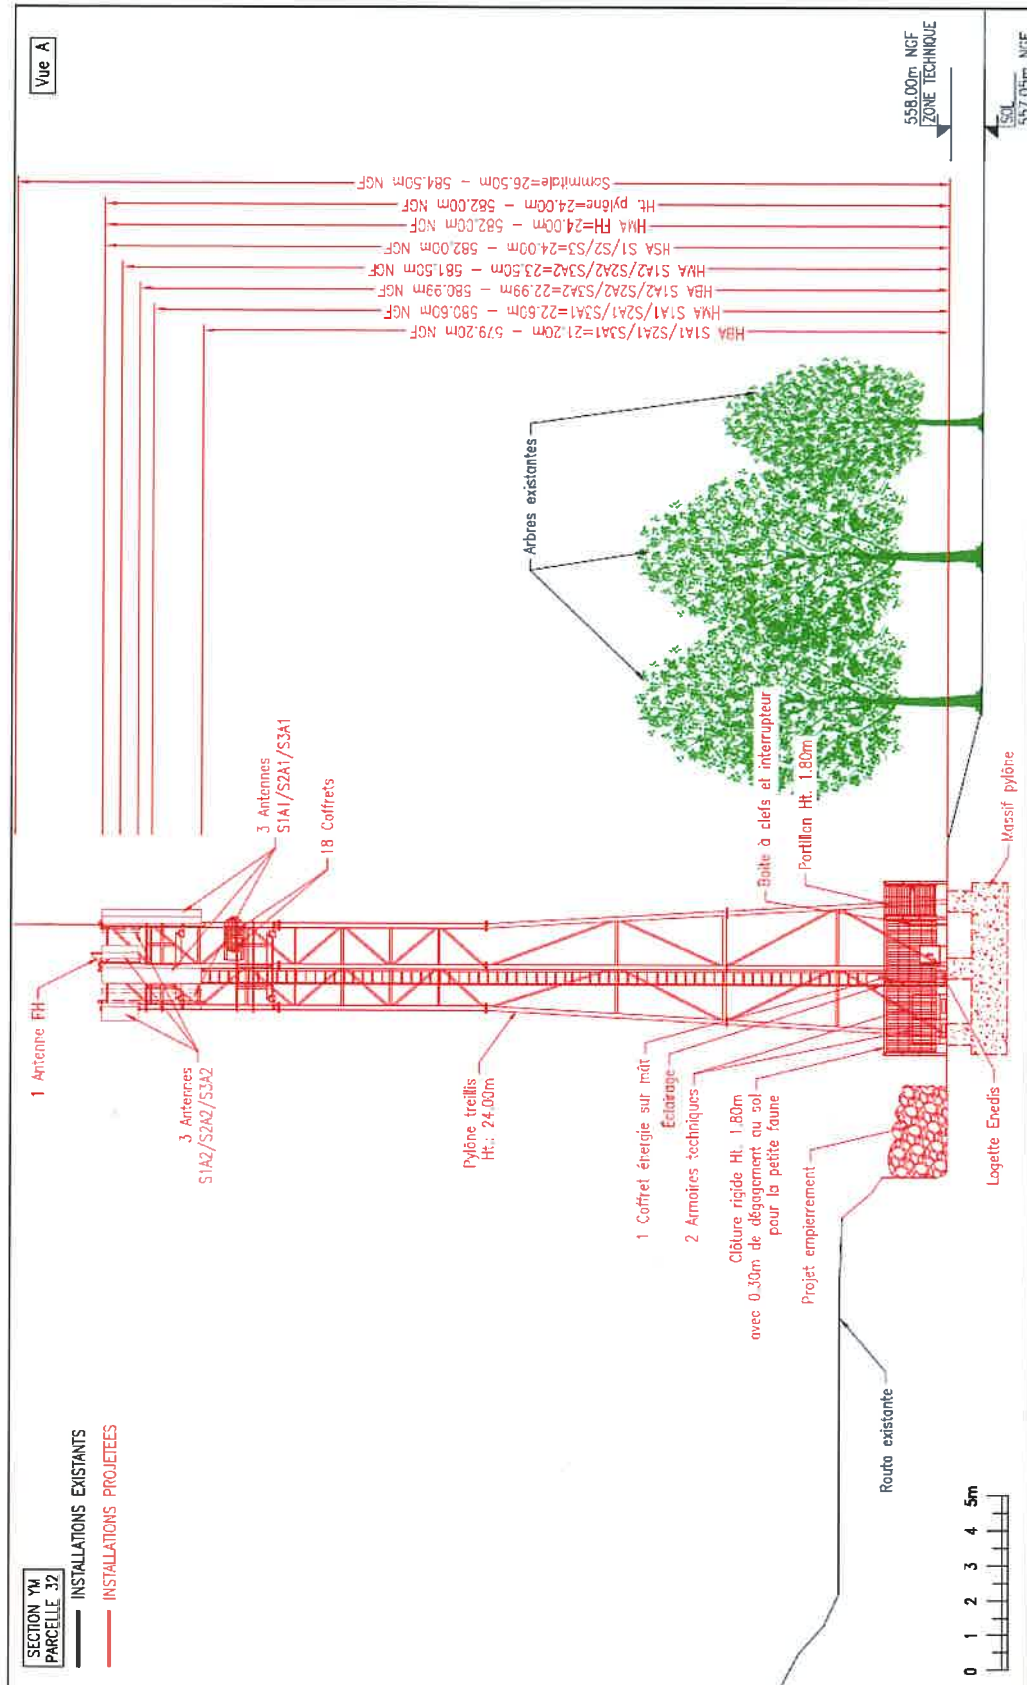 Vue A
SECTION YM
PARCELLE 32
INSTALLATIONS EXISTANTS
INSTALLATIONS PROJETEES
Sommitale=26.50m - 584.50m NGF
Ht. pylône=24.00m - 582.00m NGF
HMA FH=24.00m - 582.00m NGF
HSA S1/S2/S3=24.00m - 582.00m NGF
HMA S1A2/S2A2/S3A2=23.50m - 581.50m NGF
HBA S1A2/S2A2/S3A2=22.99m - 580.99m NGF
HMA S1A1/S2A1/S3A1=22.60m - 580.60m NGF
HBA S1A1/S2A1/S3A1=21.20m - 579.20m NGF
1 Antenne FH
3 Antennes
S1A2/S2A2/S3A2
3 Antennes
S1A1/S2A1/S3A1
18 Coffrets
Pylône treillis
Ht.: 24.00m
Arbres existantes
1 Coffret énergie sur mât
Eclairage
2 Armoires techniques
Clôture rigide Ht. 1.80m
avec 0.30m de dégagement au sol
pour la petite faune
Projet empierrement
Route existante
Boite à clefs et interrupteur
Portillon Ht. 1.80m
Massif pylône
Logette Enedis
558.00m NGF
ZONE TECHNIQUE
SOL
557.05m NGF
0 1 2 3 4 5m